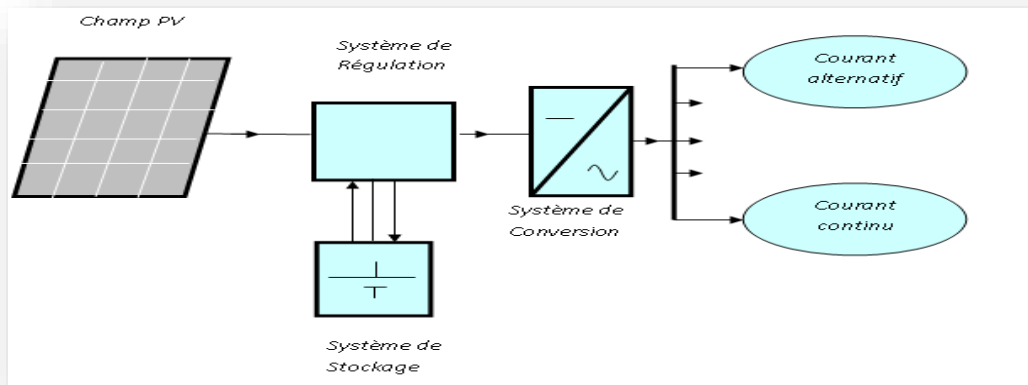 Champ PV
Système de
Régulation
Courant
alternatif
Système de
Conversion
Courant
continu
Système de
Stockage